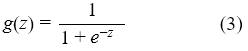 g(z) = 1 / (1 + e^{-z}) (3)